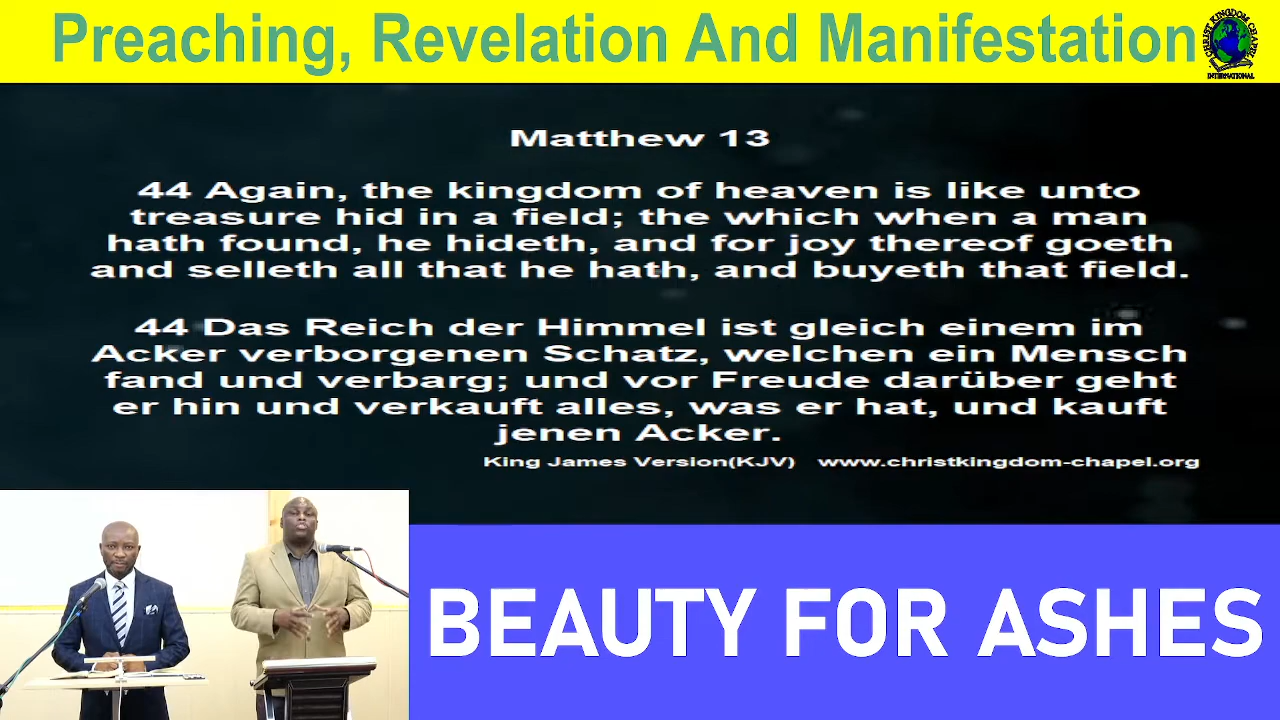 Preaching, Revelation And Manifestation
CHRIST KINGDOM CHAPEL
INTERNATIONAL
Matthew 13
44 Again, the kingdom of heaven is like unto
treasure hid in a field; the which when a man
hath found, he hideth, and for joy thereof goeth
and selleth all that he hath, and buyeth that field.
44 Das Reich der Himmel ist gleich einem im
Acker verborgenen Schatz, welchen ein Mensch
fand und verbarg; und vor Freude darüber geht
er hin und verkauft alles, was er hat, und kauft
jenen Acker.
King James Version(KJV) www.christkingdom-chapel.org
BEAUTY FOR ASHES